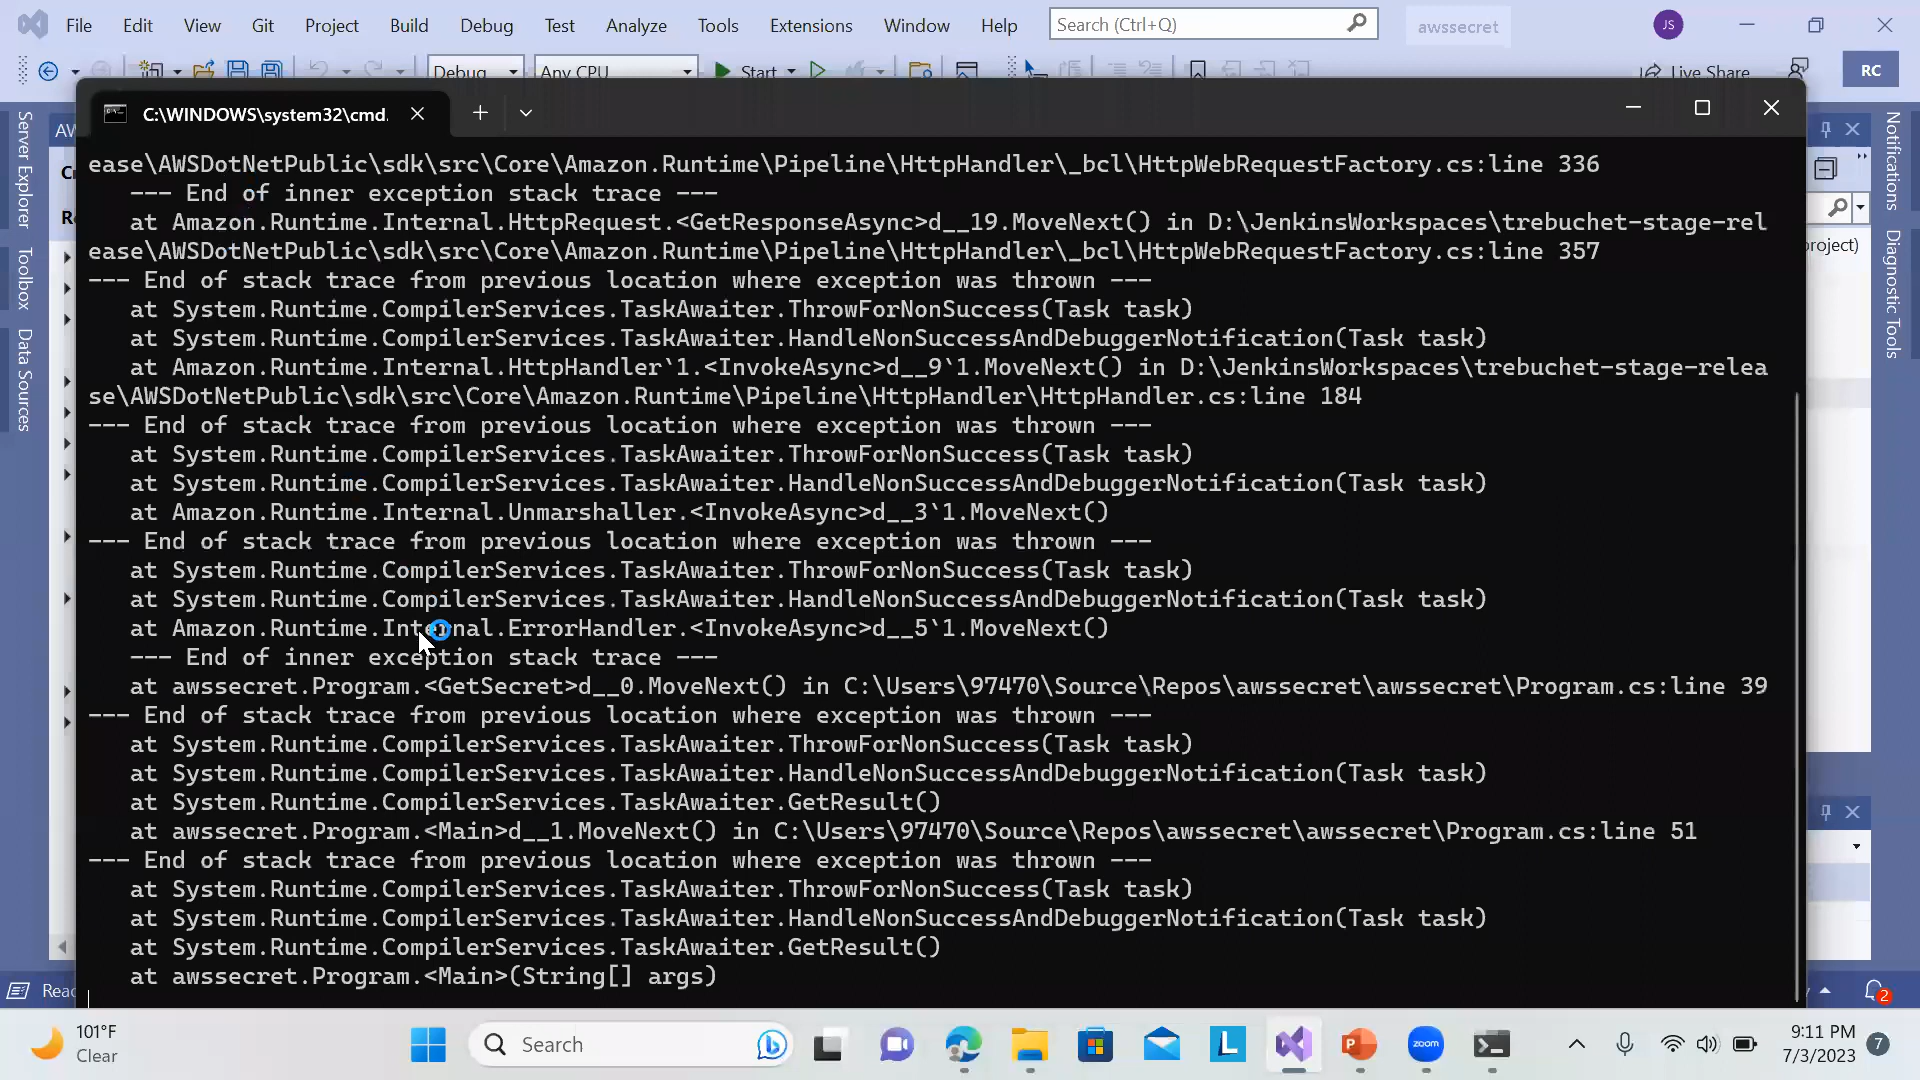 File Edit View Git Project Build Debug Test Analyze Tools Extensions Window Help Search (Ctrl+Q) awssecret JS
Debug Any CPU Start Live Share RC
C:\WINDOWS\system32\cmd.
Server Explorer
Toolbox
Data Sources
Notifications
Diagnostic Tools
ease\AWSDotNetPublic\sdk\src\Core\Amazon.Runtime\Pipeline\HttpHandler\_bcl\HttpWebRequestFactory.cs:line 336
--- End of inner exception stack trace ---
at Amazon.Runtime.Internal.HttpRequest.<GetResponseAsync>d__19.MoveNext() in D:\JenkinsWorkspaces\trebuchet-stage-rel
ease\AWSDotNetPublic\sdk\src\Core\Amazon.Runtime\Pipeline\HttpHandler\_bcl\HttpWebRequestFactory.cs:line 357
--- End of stack trace from previous location where exception was thrown ---
at System.Runtime.CompilerServices.TaskAwaiter.ThrowForNonSuccess(Task task)
at System.Runtime.CompilerServices.TaskAwaiter.HandleNonSuccessAndDebuggerNotification(Task task)
at Amazon.Runtime.Internal.HttpHandler`1.<InvokeAsync>d__9`1.MoveNext() in D:\JenkinsWorkspaces\trebuchet-stage-relea
se\AWSDotNetPublic\sdk\src\Core\Amazon.Runtime\Pipeline\HttpHandler\HttpHandler.cs:line 184
--- End of stack trace from previous location where exception was thrown ---
at System.Runtime.CompilerServices.TaskAwaiter.ThrowForNonSuccess(Task task)
at System.Runtime.CompilerServices.TaskAwaiter.HandleNonSuccessAndDebuggerNotification(Task task)
at Amazon.Runtime.Internal.Unmarshaller.<InvokeAsync>d__3`1.MoveNext()
--- End of stack trace from previous location where exception was thrown ---
at System.Runtime.CompilerServices.TaskAwaiter.ThrowForNonSuccess(Task task)
at System.Runtime.CompilerServices.TaskAwaiter.HandleNonSuccessAndDebuggerNotification(Task task)
at Amazon.Runtime.Internal.ErrorHandler.<InvokeAsync>d__5`1.MoveNext()
--- End of inner exception stack trace ---
at awssecret.Program.<GetSecret>d__0.MoveNext() in C:\Users\97470\Source\Repos\awssecret\awssecret\Program.cs:line 39
--- End of stack trace from previous location where exception was thrown ---
at System.Runtime.CompilerServices.TaskAwaiter.ThrowForNonSuccess(Task task)
at System.Runtime.CompilerServices.TaskAwaiter.HandleNonSuccessAndDebuggerNotification(Task task)
at System.Runtime.CompilerServices.TaskAwaiter.GetResult()
at awssecret.Program.<Main>d__1.MoveNext() in C:\Users\97470\Source\Repos\awssecret\awssecret\Program.cs:line 51
--- End of stack trace from previous location where exception was thrown ---
at System.Runtime.CompilerServices.TaskAwaiter.ThrowForNonSuccess(Task task)
at System.Runtime.CompilerServices.TaskAwaiter.HandleNonSuccessAndDebuggerNotification(Task task)
at System.Runtime.CompilerServices.TaskAwaiter.GetResult()
at awssecret.Program.<Main>(String[] args)
2
101°F
Clear
Search
zoom
9:11 PM
7/3/2023
7